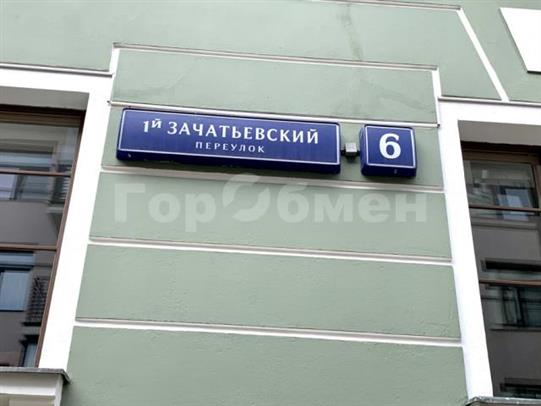 1й ЗАЧАТЬЕВСКИЙ
ПЕРЕУЛОК
6
ГорОбмен